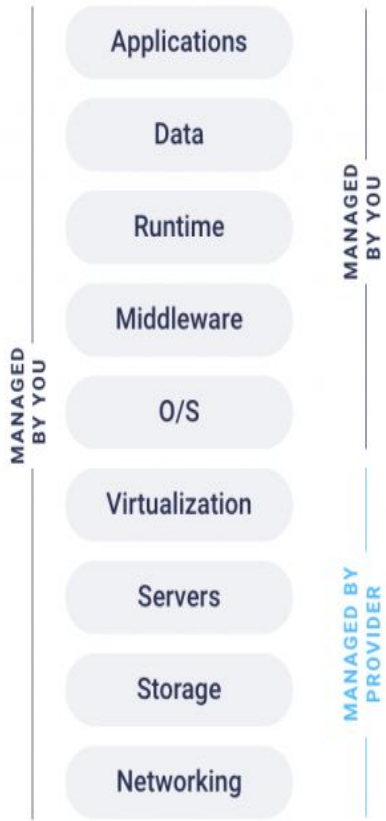 Applications
Data
Runtime
Middleware
O/S
Virtualization
Servers
Storage
Networking
MANAGED
BY YOU
MANAGED
BY YOU
MANAGED BY
PROVIDER